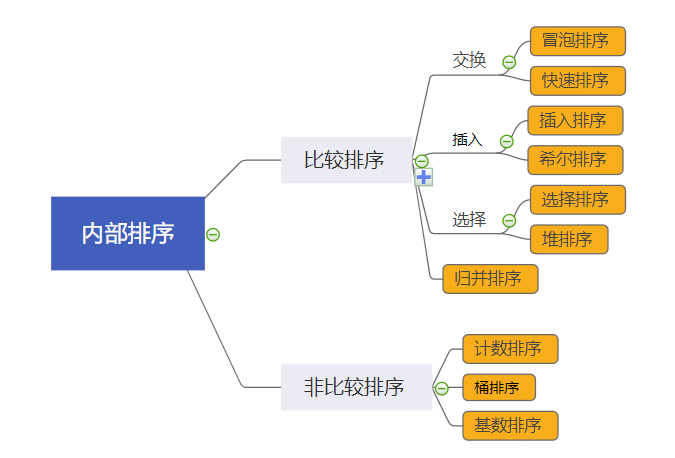 内部排序
比较排序
交换
冒泡排序
快速排序
插入
插入排序
希尔排序
选择
选择排序
堆排序
归并排序
非比较排序
计数排序
桶排序
基数排序